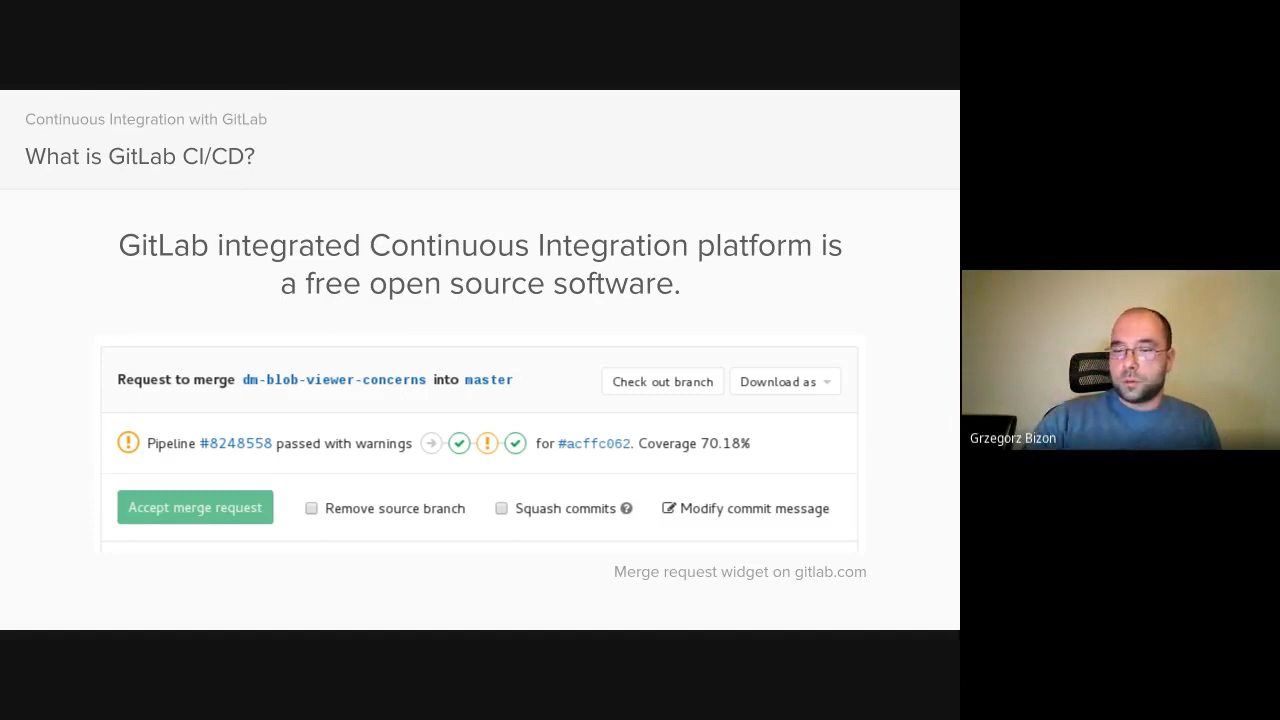 Continuous Integration with GitLab
What is GitLab CI/CD?
GitLab integrated Continuous Integration platform is
a free open source software.
Request to merge dm-blob-viewer-concerns into master
Check out branch
Download as
Pipeline #8248558 passed with warnings for #acffc062. Coverage 70.18%
Accept merge request
Remove source branch
Squash commits
Modify commit message
Merge request widget on gitlab.com
Grzegorz Bizon